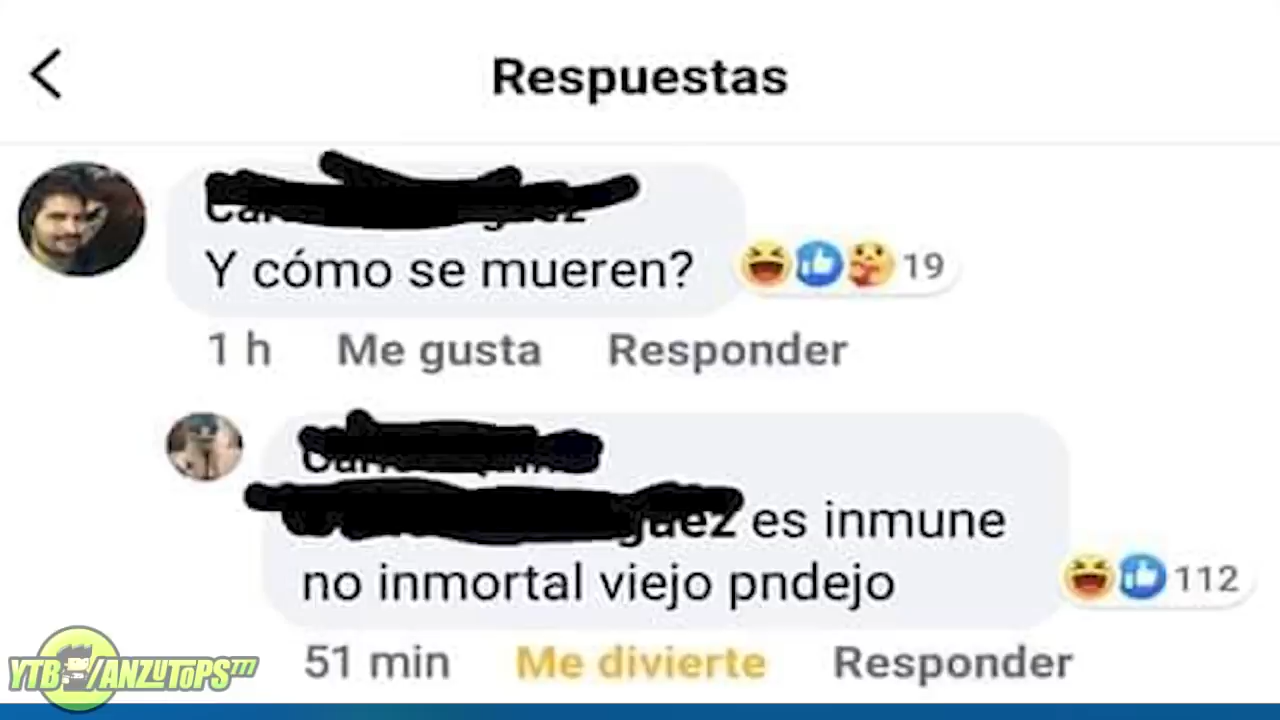 Respuestas
Y cómo se mueren?
19
1 h Me gusta Responder
es inmune
no inmortal viejo pndejo
112
51 min Me divierte Responder
YTB/ANZUTOPS